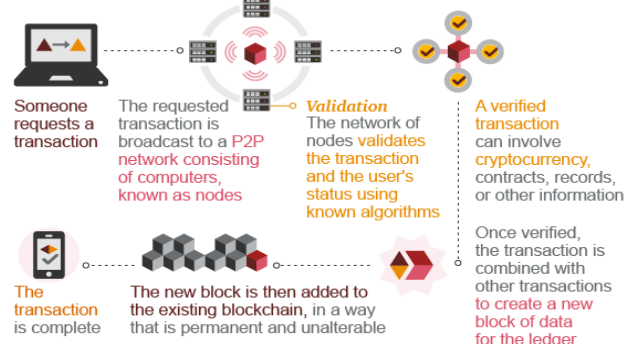 Someone
requests a
transaction
The requested
transaction is
broadcast to a P2P
network consisting
of computers,
known as nodes
Validation
The network of
nodes validates
the transaction
and the user's
status using
known algorithms
A verified
transaction
can involve
cryptocurrency,
contracts, records,
or other information
Once verified,
the transaction is
combined with
other transactions
to create a new
block of data
for the ledger
The new block is then added to
the existing blockchain, in a way
that is permanent and unalterable
The
transaction
is complete